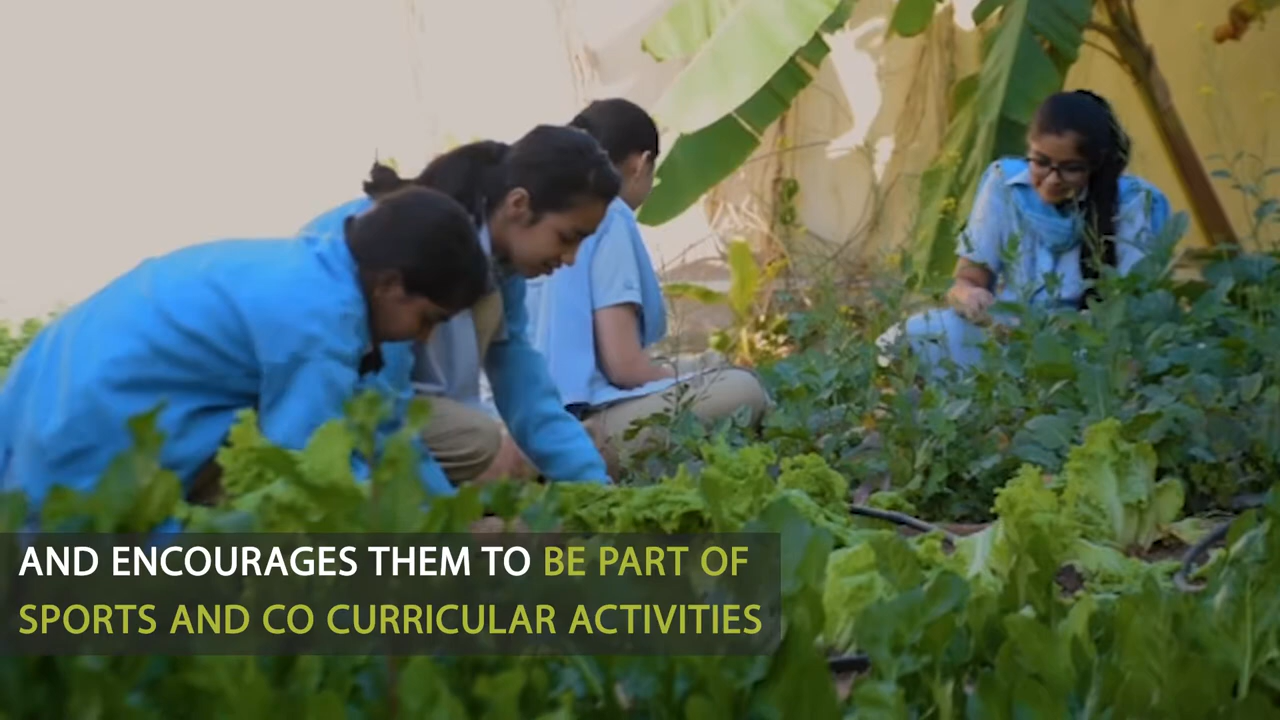 AND ENCOURAGES THEM TO BE PART OF
SPORTS AND CO CURRICULAR ACTIVITIES